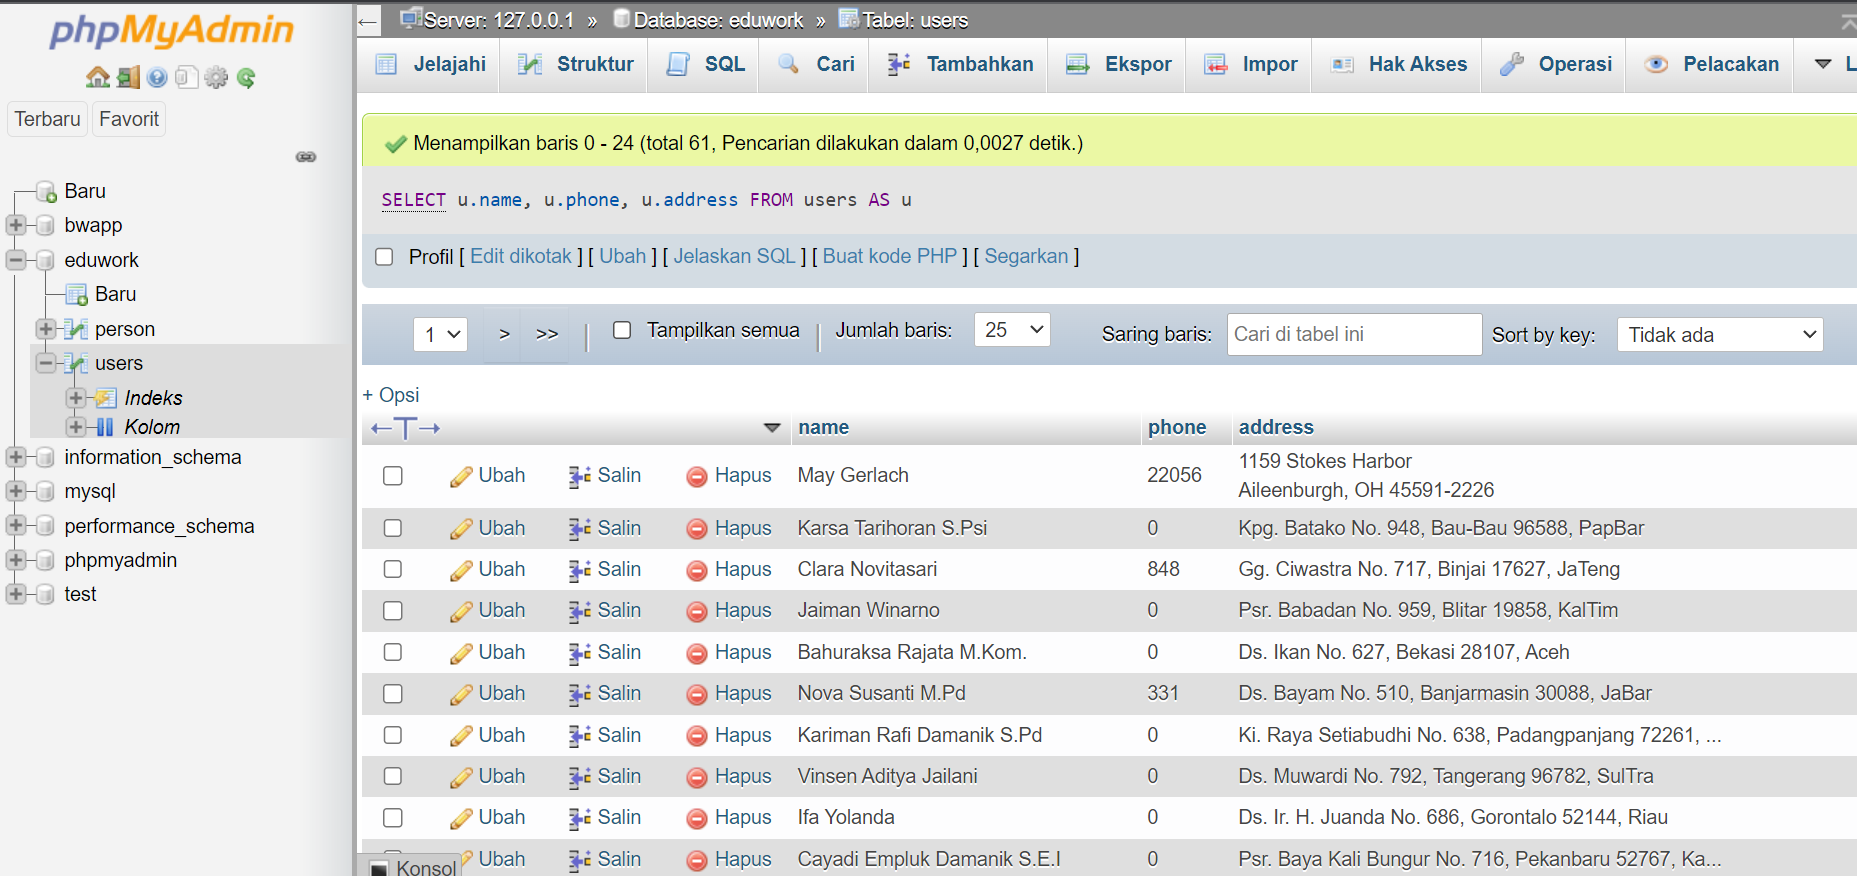 phpMyAdmin
Terbaru Favorit
Baru
bwapp
eduwork
Baru
person
users
Indeks
Kolom
information_schema
mysql
performance_schema
phpmyadmin
test
← Server: 127.0.0.1 » Database: eduwork » Tabel: users
Jelajahi Struktur SQL Cari Tambahkan Ekspor Impor Hak Akses Operasi Pelacakan
Menampilkan baris 0 - 24 (total 61, Pencarian dilakukan dalam 0,0027 detik.)
SELECT u.name, u.phone, u.address FROM users AS u
Profil [ Edit dikotak ] [ Ubah ] [ Jelaskan SQL ] [ Buat kode PHP ] [ Segarkan ]
1 > >> | Tampilkan semua | Jumlah baris: 25 Saring baris: Cari di tabel ini Sort by key: Tidak ada
+ Opsi
←T→ name phone address
Ubah Salin Hapus May Gerlach 22056 1159 Stokes Harbor
Aileenburgh, OH 45591-2226
Ubah Salin Hapus Karsa Tarihoran S.Psi 0 Kpg. Batako No. 948, Bau-Bau 96588, PapBar
Ubah Salin Hapus Clara Novitasari 848 Gg. Ciwastra No. 717, Binjai 17627, JaTeng
Ubah Salin Hapus Jaiman Winarno 0 Psr. Babadan No. 959, Blitar 19858, KalTim
Ubah Salin Hapus Bahuraksa Rajata M.Kom. 0 Ds. Ikan No. 627, Bekasi 28107, Aceh
Ubah Salin Hapus Nova Susanti M.Pd 331 Ds. Bayam No. 510, Banjarmasin 30088, JaBar
Ubah Salin Hapus Kariman Rafi Damanik S.Pd 0 Ki. Raya Setiabudhi No. 638, Padangpanjang 72261, ...
Ubah Salin Hapus Vinsen Aditya Jailani 0 Ds. Muwardi No. 792, Tangerang 96782, SulTra
Ubah Salin Hapus Ifa Yolanda 0 Ds. Ir. H. Juanda No. 686, Gorontalo 52144, Riau
Ubah Salin Hapus Cayadi Empluk Damanik S.E.I 0 Psr. Baya Kali Bungur No. 716, Pekanbaru 52767, Ka...
Konsol